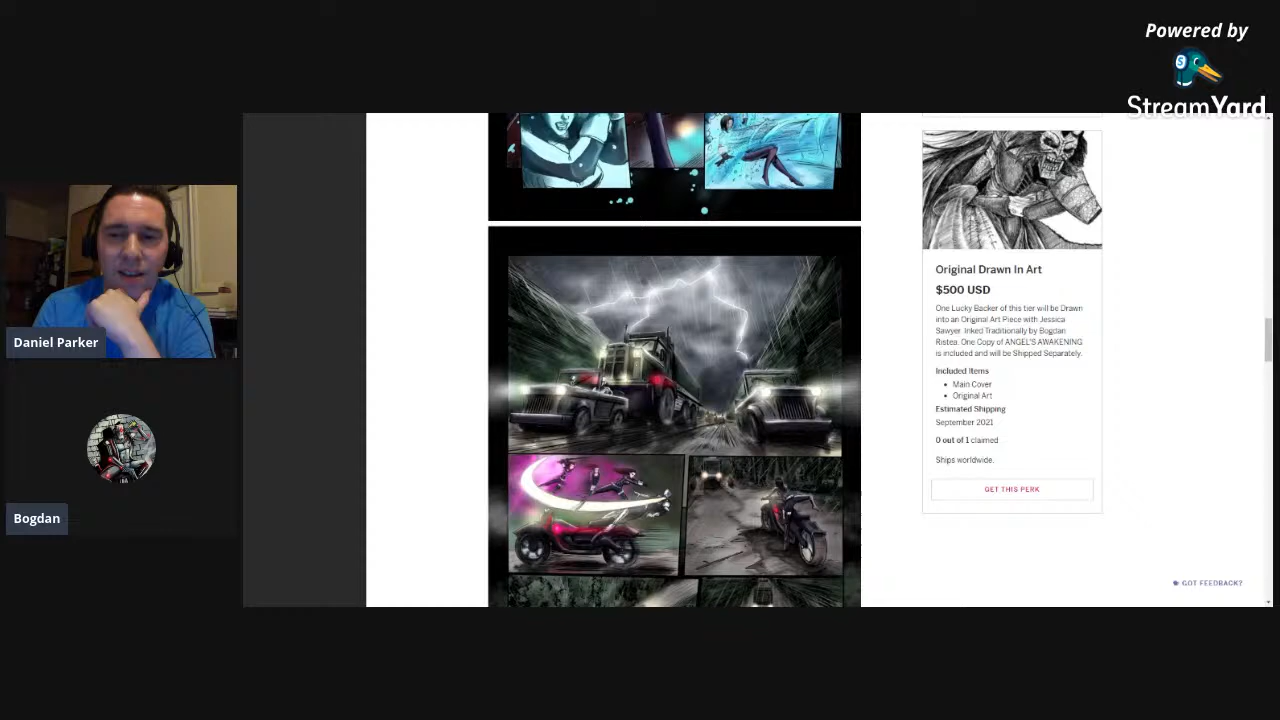 Powered by
StreamYard
Daniel Parker
Bogdan
Original Drawn In Art
$500 USD
One Lucky Backer of this tier will be Drawn
into an Original Art Piece with Jessica
Sawyer. Inked Traditionally by Bogdan
Ristea. One Copy of ANGEL'S AWAKENING
is included and will be Shipped Separately.
Included Items
Main Cover
Original Art
Estimated Shipping
September 2021
0 out of 1 claimed
Ships worldwide.
GET THIS PERK
GOT FEEDBACK?